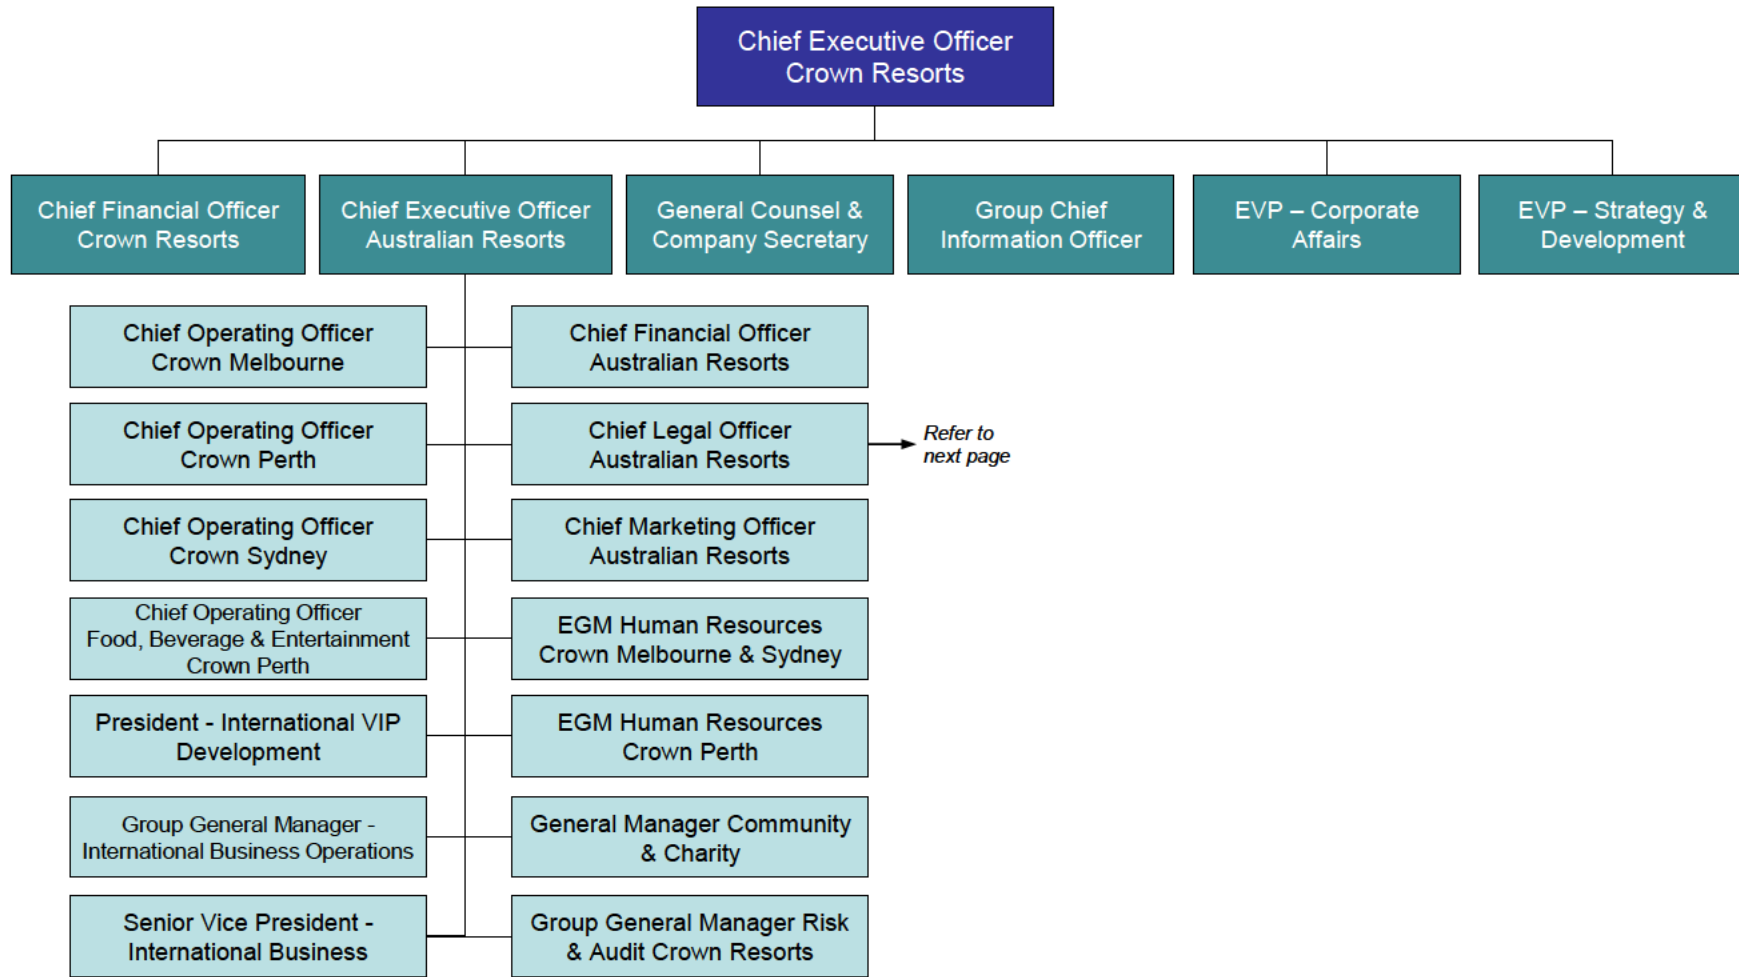 Chief Executive Officer
Crown Resorts
Chief Financial Officer
Crown Resorts
Chief Executive Officer
Australian Resorts
General Counsel &
Company Secretary
Group Chief
Information Officer
EVP – Corporate
Affairs
EVP – Strategy &
Development
Chief Operating Officer
Crown Melbourne
Chief Financial Officer
Australian Resorts
Chief Operating Officer
Crown Perth
Chief Legal Officer
Australian Resorts
Refer to
next page
Chief Operating Officer
Crown Sydney
Chief Marketing Officer
Australian Resorts
Chief Operating Officer
Food, Beverage & Entertainment
Crown Perth
EGM Human Resources
Crown Melbourne & Sydney
President - International VIP
Development
EGM Human Resources
Crown Perth
Group General Manager -
International Business Operations
General Manager Community
& Charity
Senior Vice President -
International Business
Group General Manager Risk
& Audit Crown Resorts